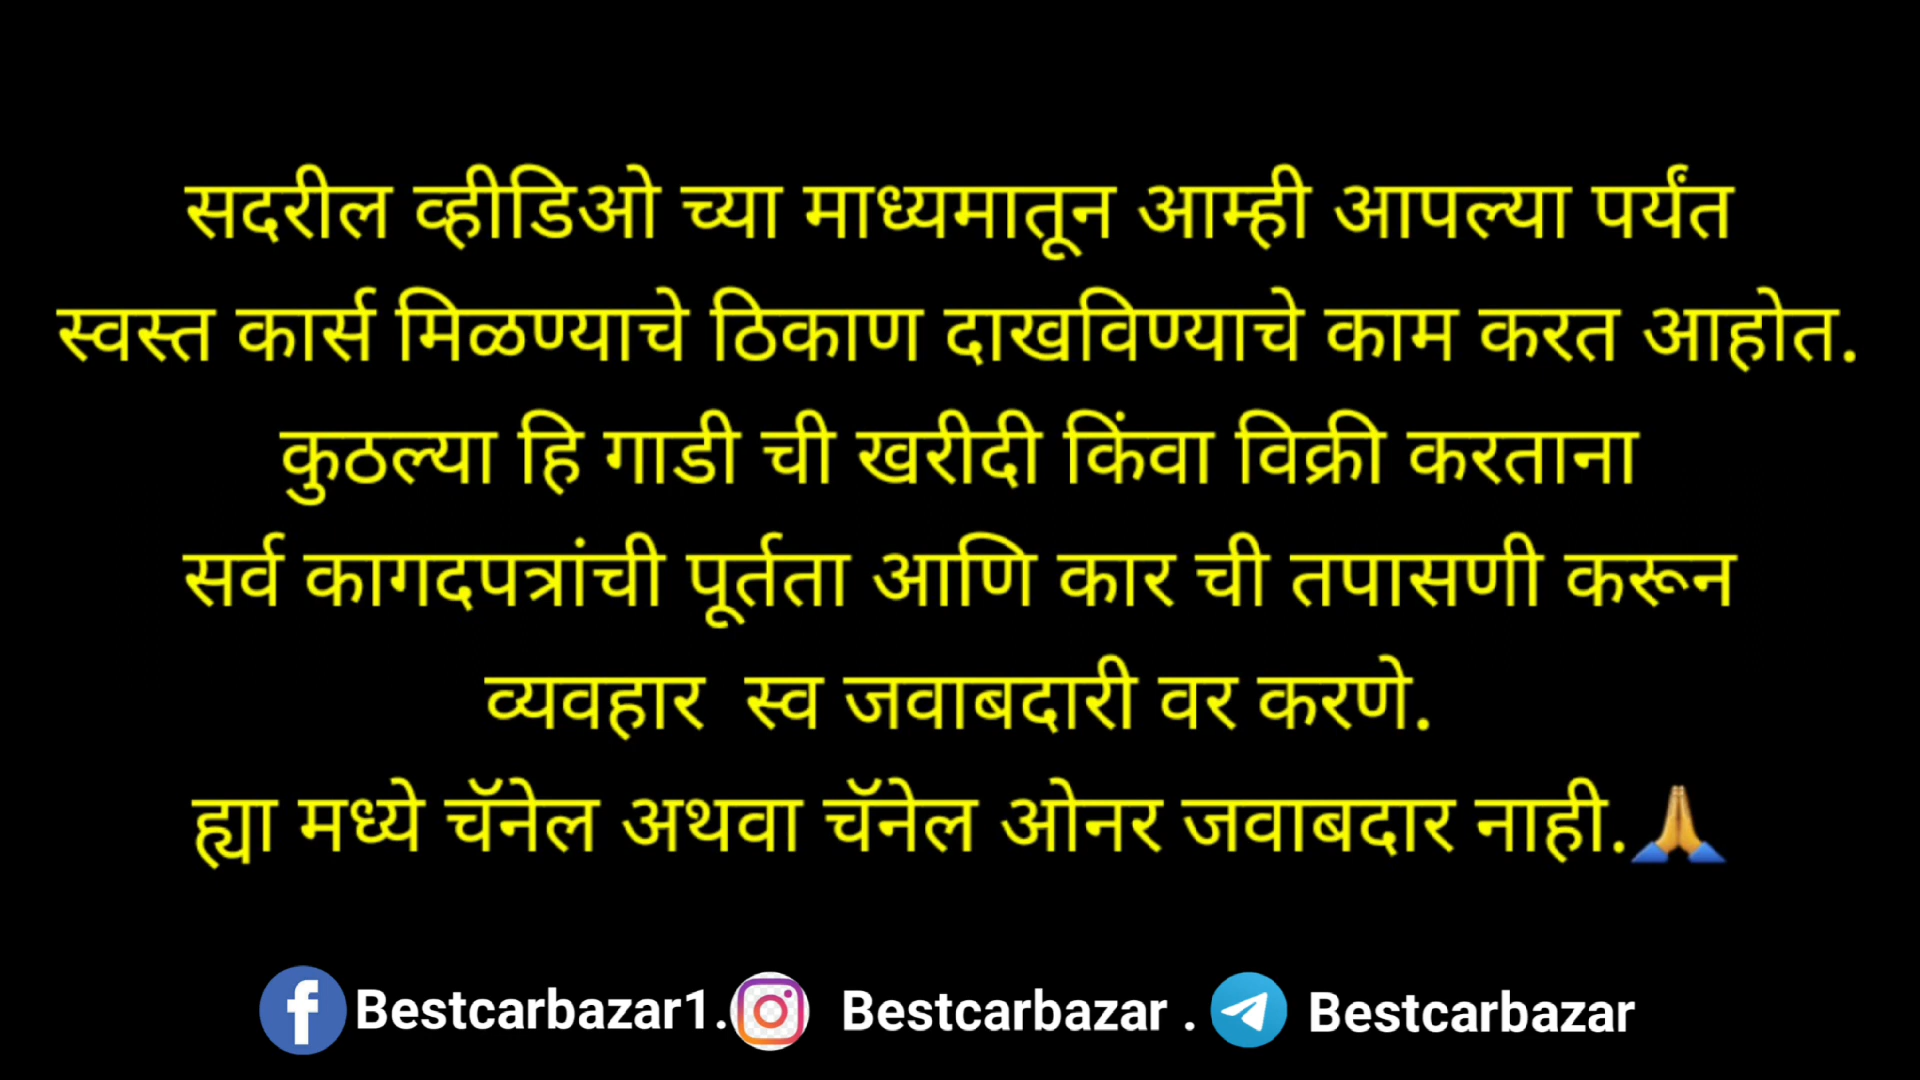 सदरील व्हीडिओ च्या माध्यमातून आम्ही आपल्या पर्यंत
स्वस्त कार्स मिळण्याचे ठिकाण दाखविण्याचे काम करत आहोत.
कुठल्या हि गाडी ची खरीदी किंवा विक्री करताना
सर्व कागदपत्रांची पूर्तता आणि कार ची तपासणी करून
व्यवहार स्व जवाबदारी वर करणे.
ह्या मध्ये चॅनेल अथवा चॅनेल ओनर जवाबदार नाही.🙏
Bestcarbazar1. Bestcarbazar . Bestcarbazar